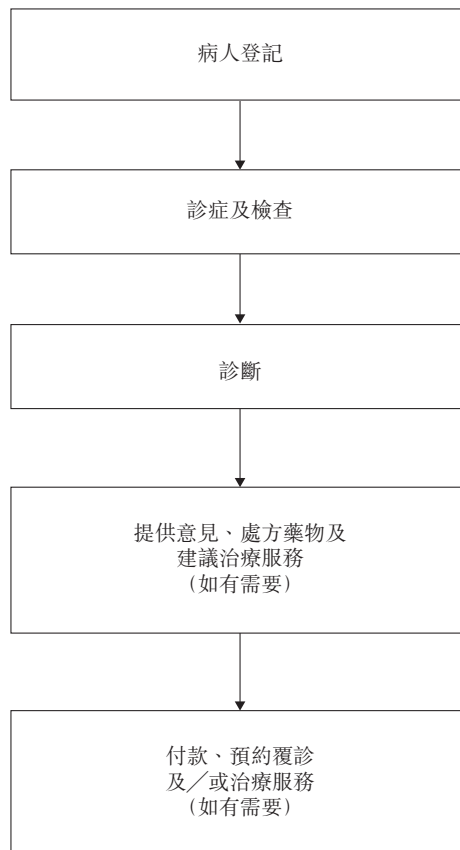 病人登記
診症及檢查
診斷
提供意見、處方藥物及
建議治療服務
（如有需要）
付款、預約覆診
及╱或治療服務
（如有需要）